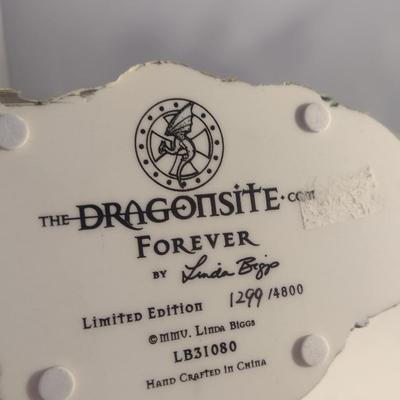 THE DRAGONSITE.COM
FOREVER
BY Linda Biggs
LIMITED EDITION 1299/4800
©MMV. LINDA BIGGS
LB31080
HAND CRAFTED IN CHINA